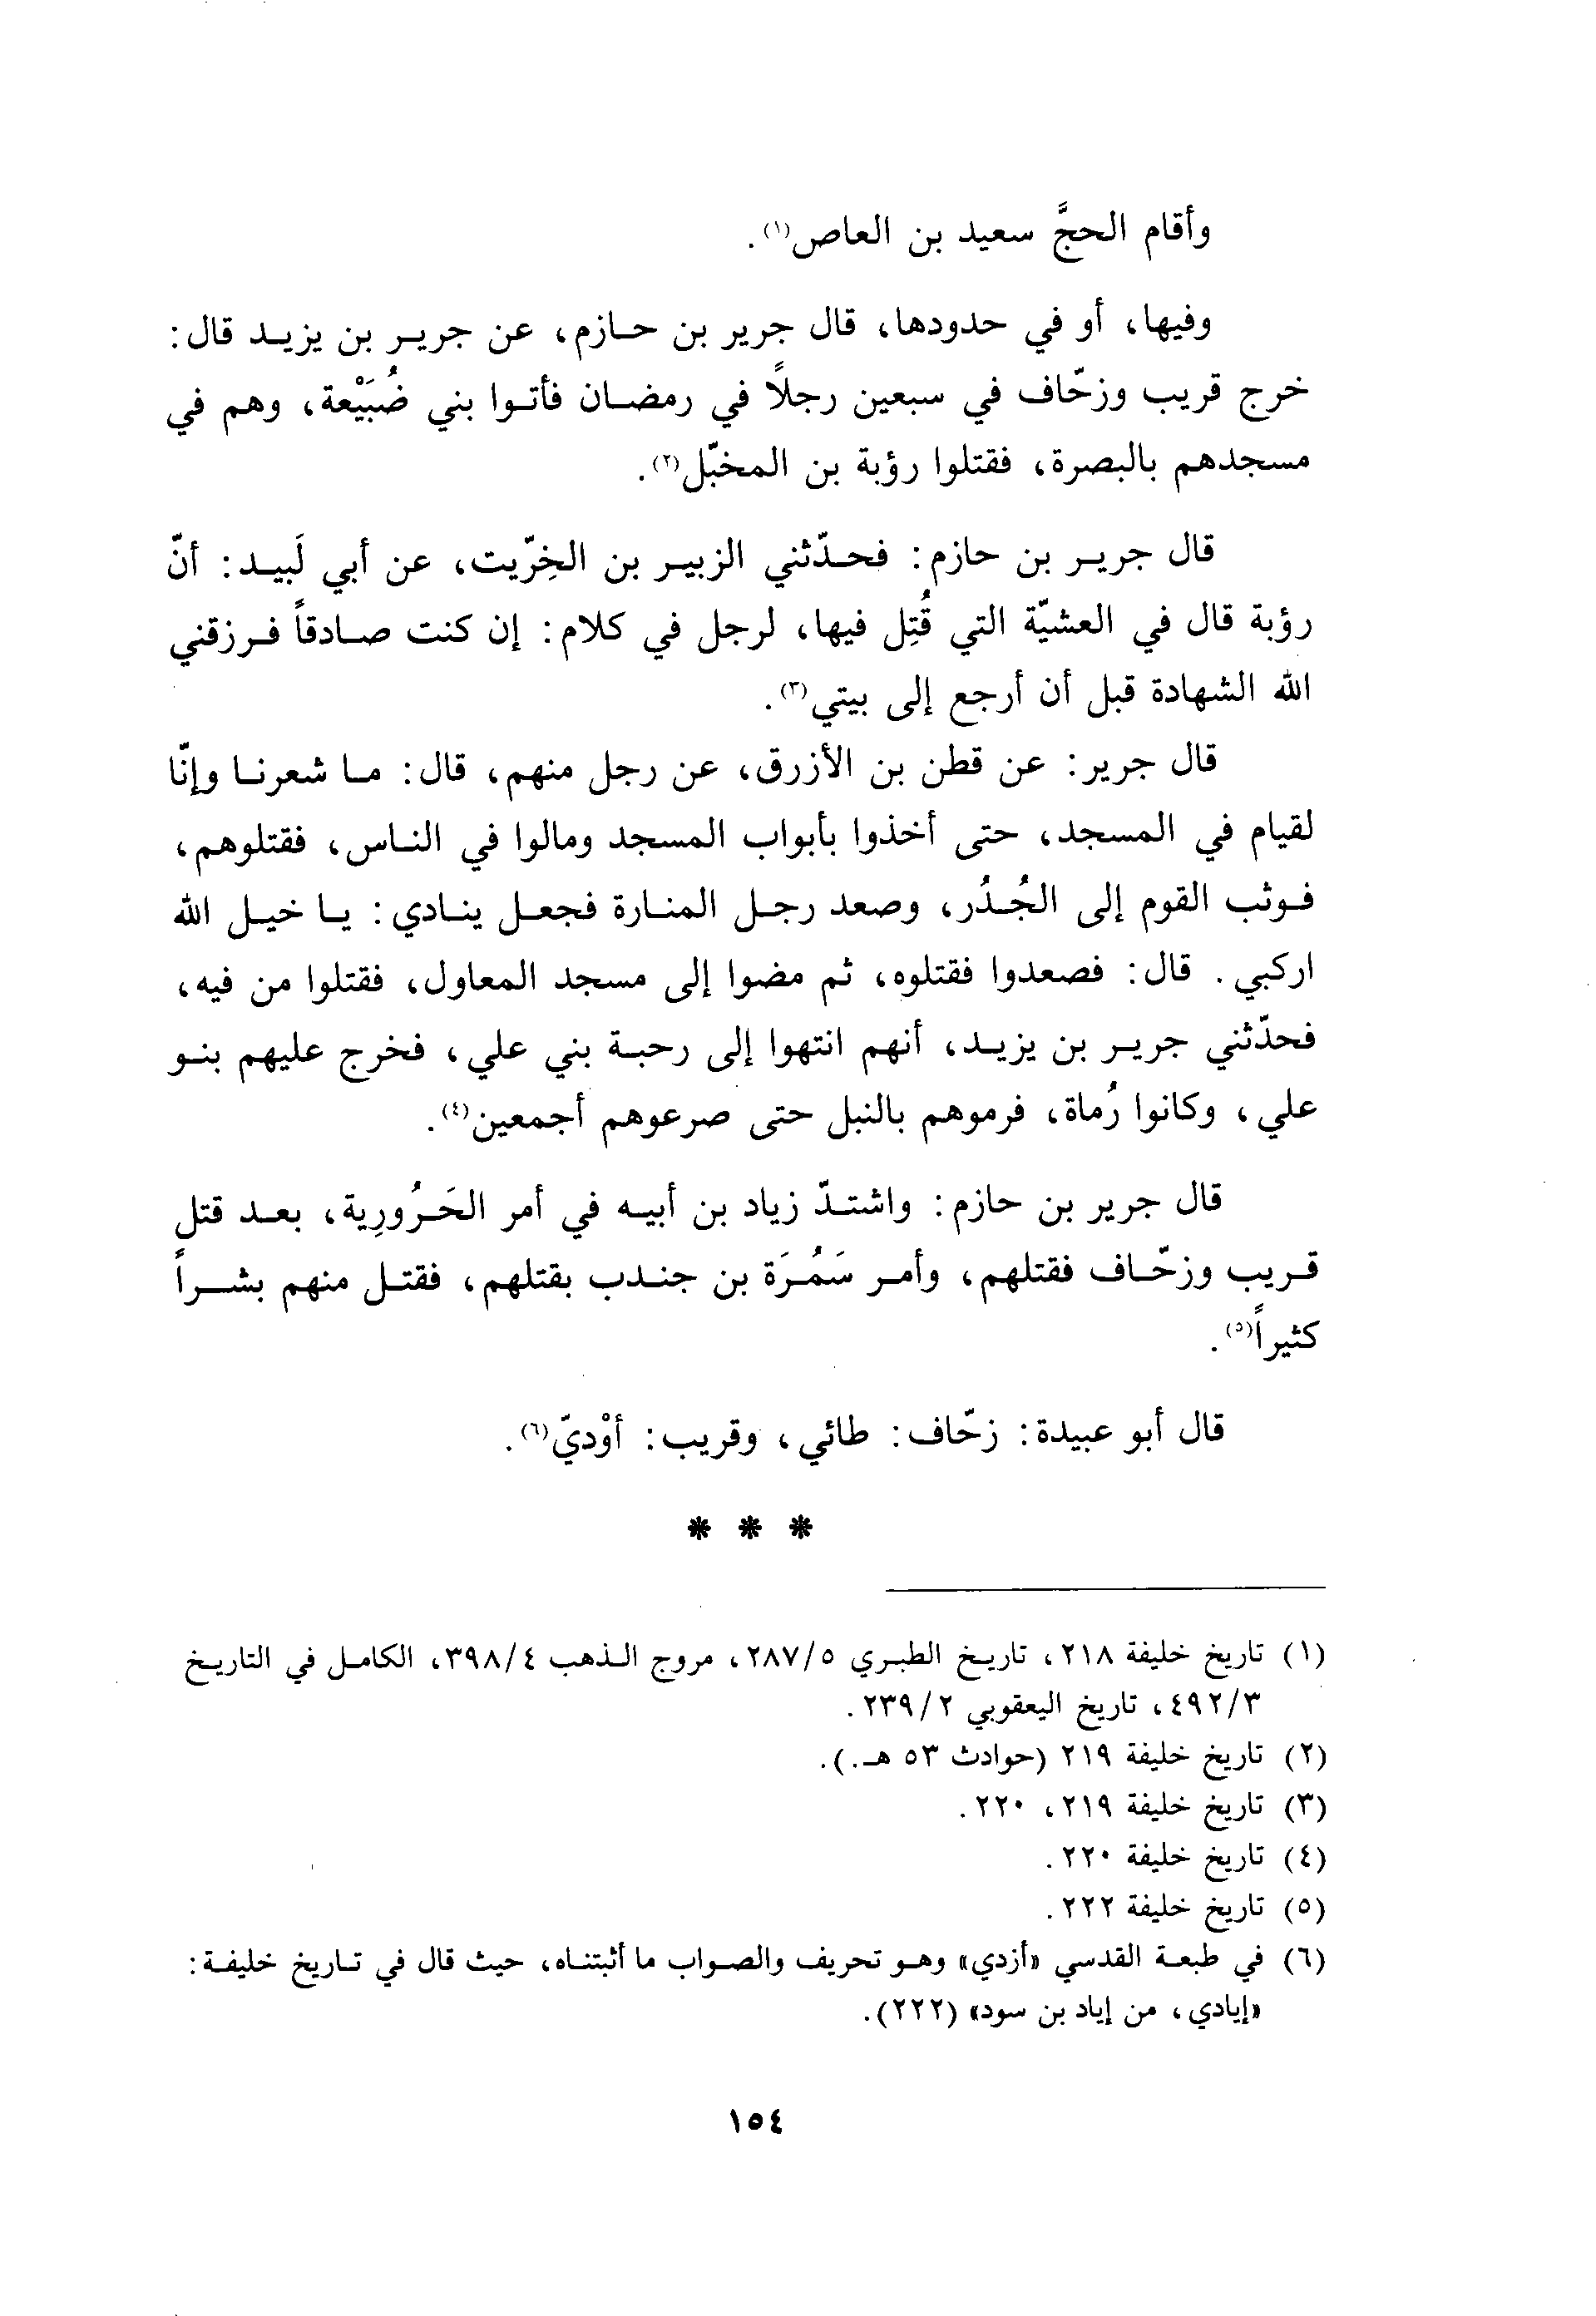 وأقام الحجَّ سعيد بن العاص(١).
وفيها، أو في حدودها، قال جرير بن حازم، عن جرير بن يزيد قال:
خرج قريب وزحّاف في سبعين رجلاً في رمضان فأتوا بني ضُبَيْعة، وهم في
مسجدهم بالبصرة، فقتلوا رؤبة بن المخبّل(٢).
قال جرير بن حازم: فحدّثني الزبير بن الخِرّيت، عن أبي لَبيد: أنّ
رؤبة قال في العشيّة التي قُتِل فيها، لرجل في كلام: إن كنت صادقاً فرزقني
الله الشهادة قبل أن أرجع إلى بيتي(٣).
قال جرير: عن قطن بن الأزرق، عن رجل منهم، قال: ما شعرنا وإنّا
لقيام في المسجد، حتى أخذوا بأبواب المسجد ومالوا في الناس، فقتلوهم،
فوثب القوم إلى الجُدُر، وصعد رجل المنارة فجعل ينادي: يا خيل الله
اركبي. قال: فصعدوا فقتلوه، ثم مضوا إلى مسجد المعاول، فقتلوا من فيه،
فحدّثني جرير بن يزيد، أنهم انتهوا إلى رحبة بني علي، فخرج عليهم بنو
علي، وكانوا رُماة، فرموهم بالنبل حتى صرعوهم أجمعين(٤).
قال جرير بن حازم: واشتدّ زياد بن أبيه في أمر الحَرُورِية، بعد قتل
قريب وزحّاف فقتلهم، وأمر سَمُرَة بن جندب بقتلهم، فقتل منهم بشراً
كثيراً(٥).
قال أبو عبيدة: زحّاف: طائي، وقريب: أوْديّ(٦).
* * *
(١) تاريخ خليفة ٢١٨، تاريخ الطبري ٢٨٧/٥، مروج الذهب ٣٩٨/٤، الكامل في التاريخ
٤٩٢/٣، تاريخ اليعقوبي ٢٣٩/٢.
(٢) تاريخ خليفة ٢١٩ (حوادث ٥٣ هـ.).
(٣) تاريخ خليفة ٢١٩، ٢٢٠.
(٤) تاريخ خليفة ٢٢٠.
(٥) تاريخ خليفة ٢٢٢.
(٦) في طبعة القدسي «أزدي» وهو تحريف والصواب ما أثبتناه، حيث قال في تاريخ خليفة:
«إيادي، من إياد بن سود» (٢٢٢).
١٥٤